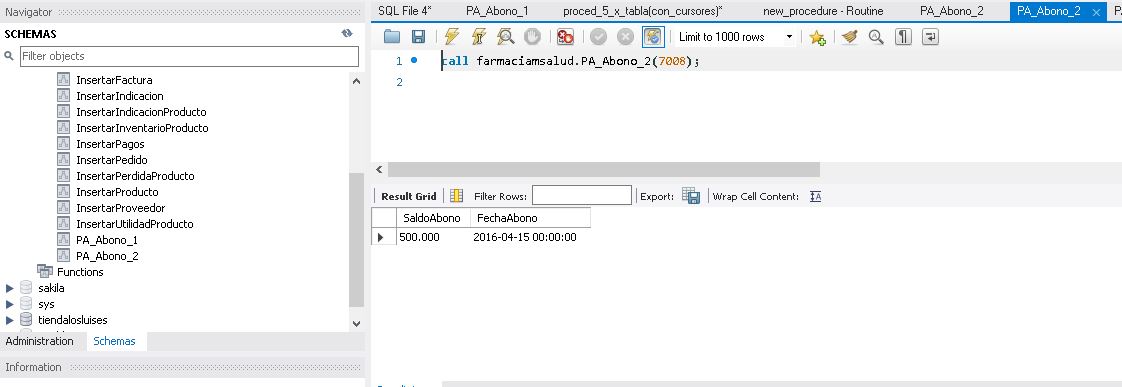 Navigator
SCHEMAS
Filter objects
InsertarFactura
InsertarIndicacion
InsertarIndicacionProducto
InsertarInventarioProducto
InsertarPagos
InsertarPedido
InsertarPerdidaProducto
InsertarProducto
InsertarProveedor
InsertarUtilidadProducto
PA_Abono_1
PA_Abono_2
Functions
sakila
sys
tiendalosluises
Administration Schemas
Information
SQL File 4* PA_Abono_1 proced_5_x_tabla(con_cursores)* new_procedure - Routine PA_Abono_2 PA_Abono_2 ×
Limit to 1000 rows
1 call farmaciamsalud.PA_Abono_2(7008);
2
Result Grid Filter Rows: Export: Wrap Cell Content:
SaldoAbono FechaAbono
500.000 2016-04-15 00:00:00